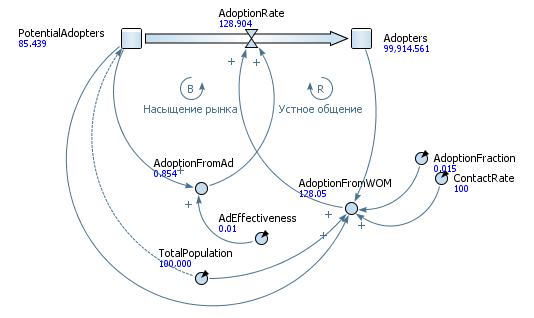 AdoptionRate
128.904
PotentialAdopters
85.439
Adopters
99,914.561
+ +
B
R
Насыщение рынка
Устное общение
AdoptionFraction
0.015
AdoptionFromAd
+
0.854
ContactRate
100
AdoptionFromWOM
128.05
+
+
AdEffectiveness
0.01
+
+
TotalPopulation
100,000